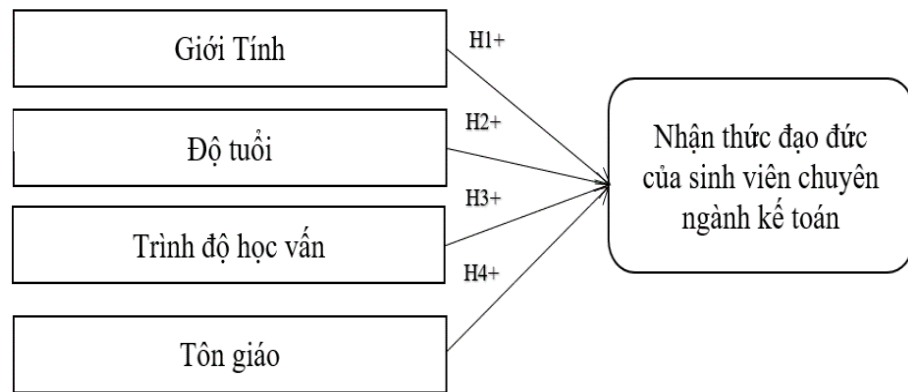 Giới Tính
H1+
Độ tuổi
H2+
Trình độ học vấn
H3+
Tôn giáo
H4+
Nhận thức đạo đức
của sinh viên chuyên
ngành kế toán